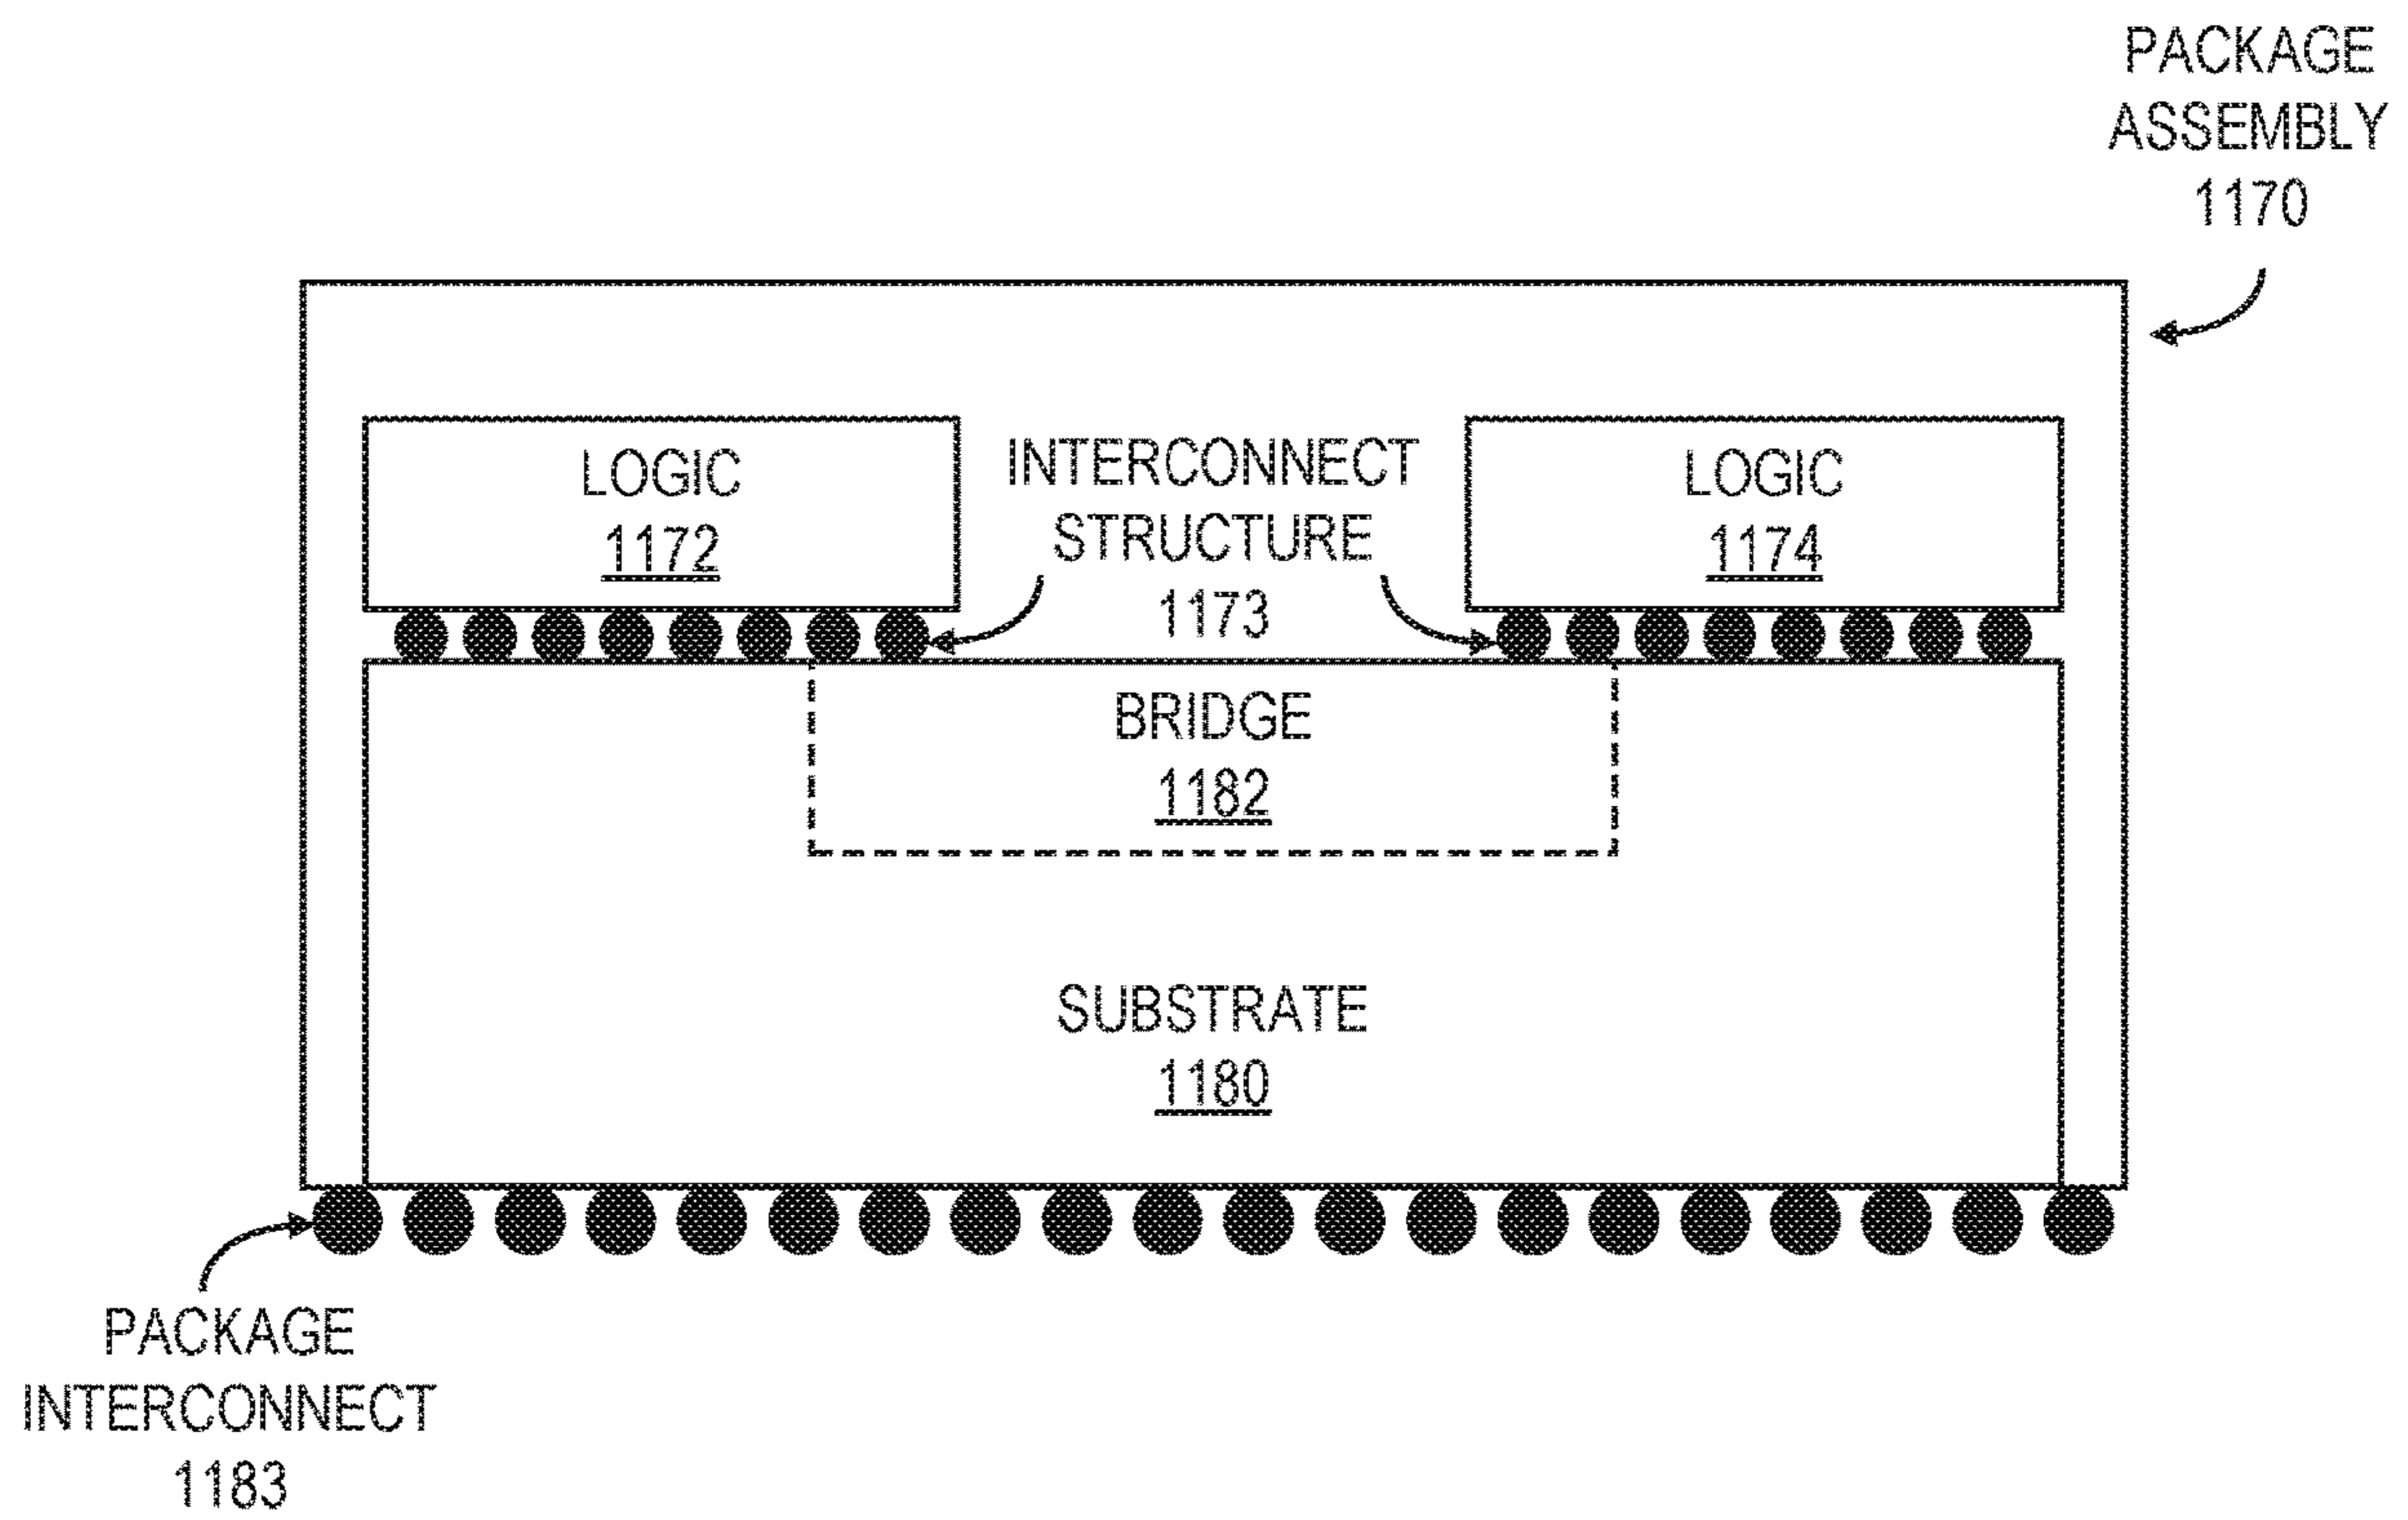 PACKAGE
ASSEMBLY
1170
LOGIC
1172
INTERCONNECT
STRUCTURE
1173
LOGIC
1174
BRIDGE
1182
SUBSTRATE
1180
PACKAGE
INTERCONNECT
1183